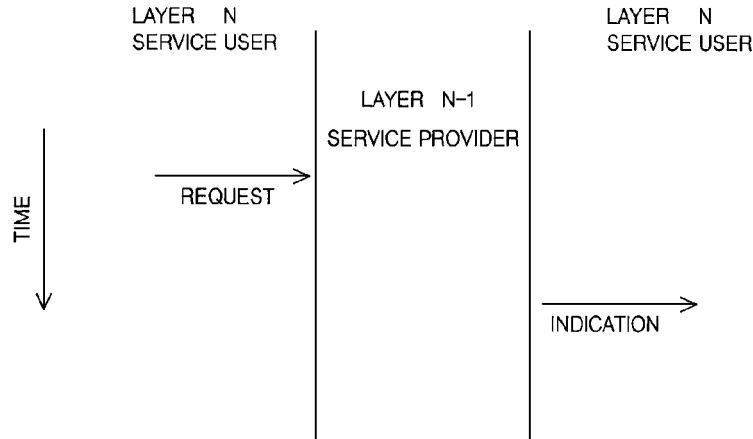 LAYER N
SERVICE USER
LAYER N
SERVICE USER
LAYER N-1
SERVICE PROVIDER
REQUEST
TIME
INDICATION